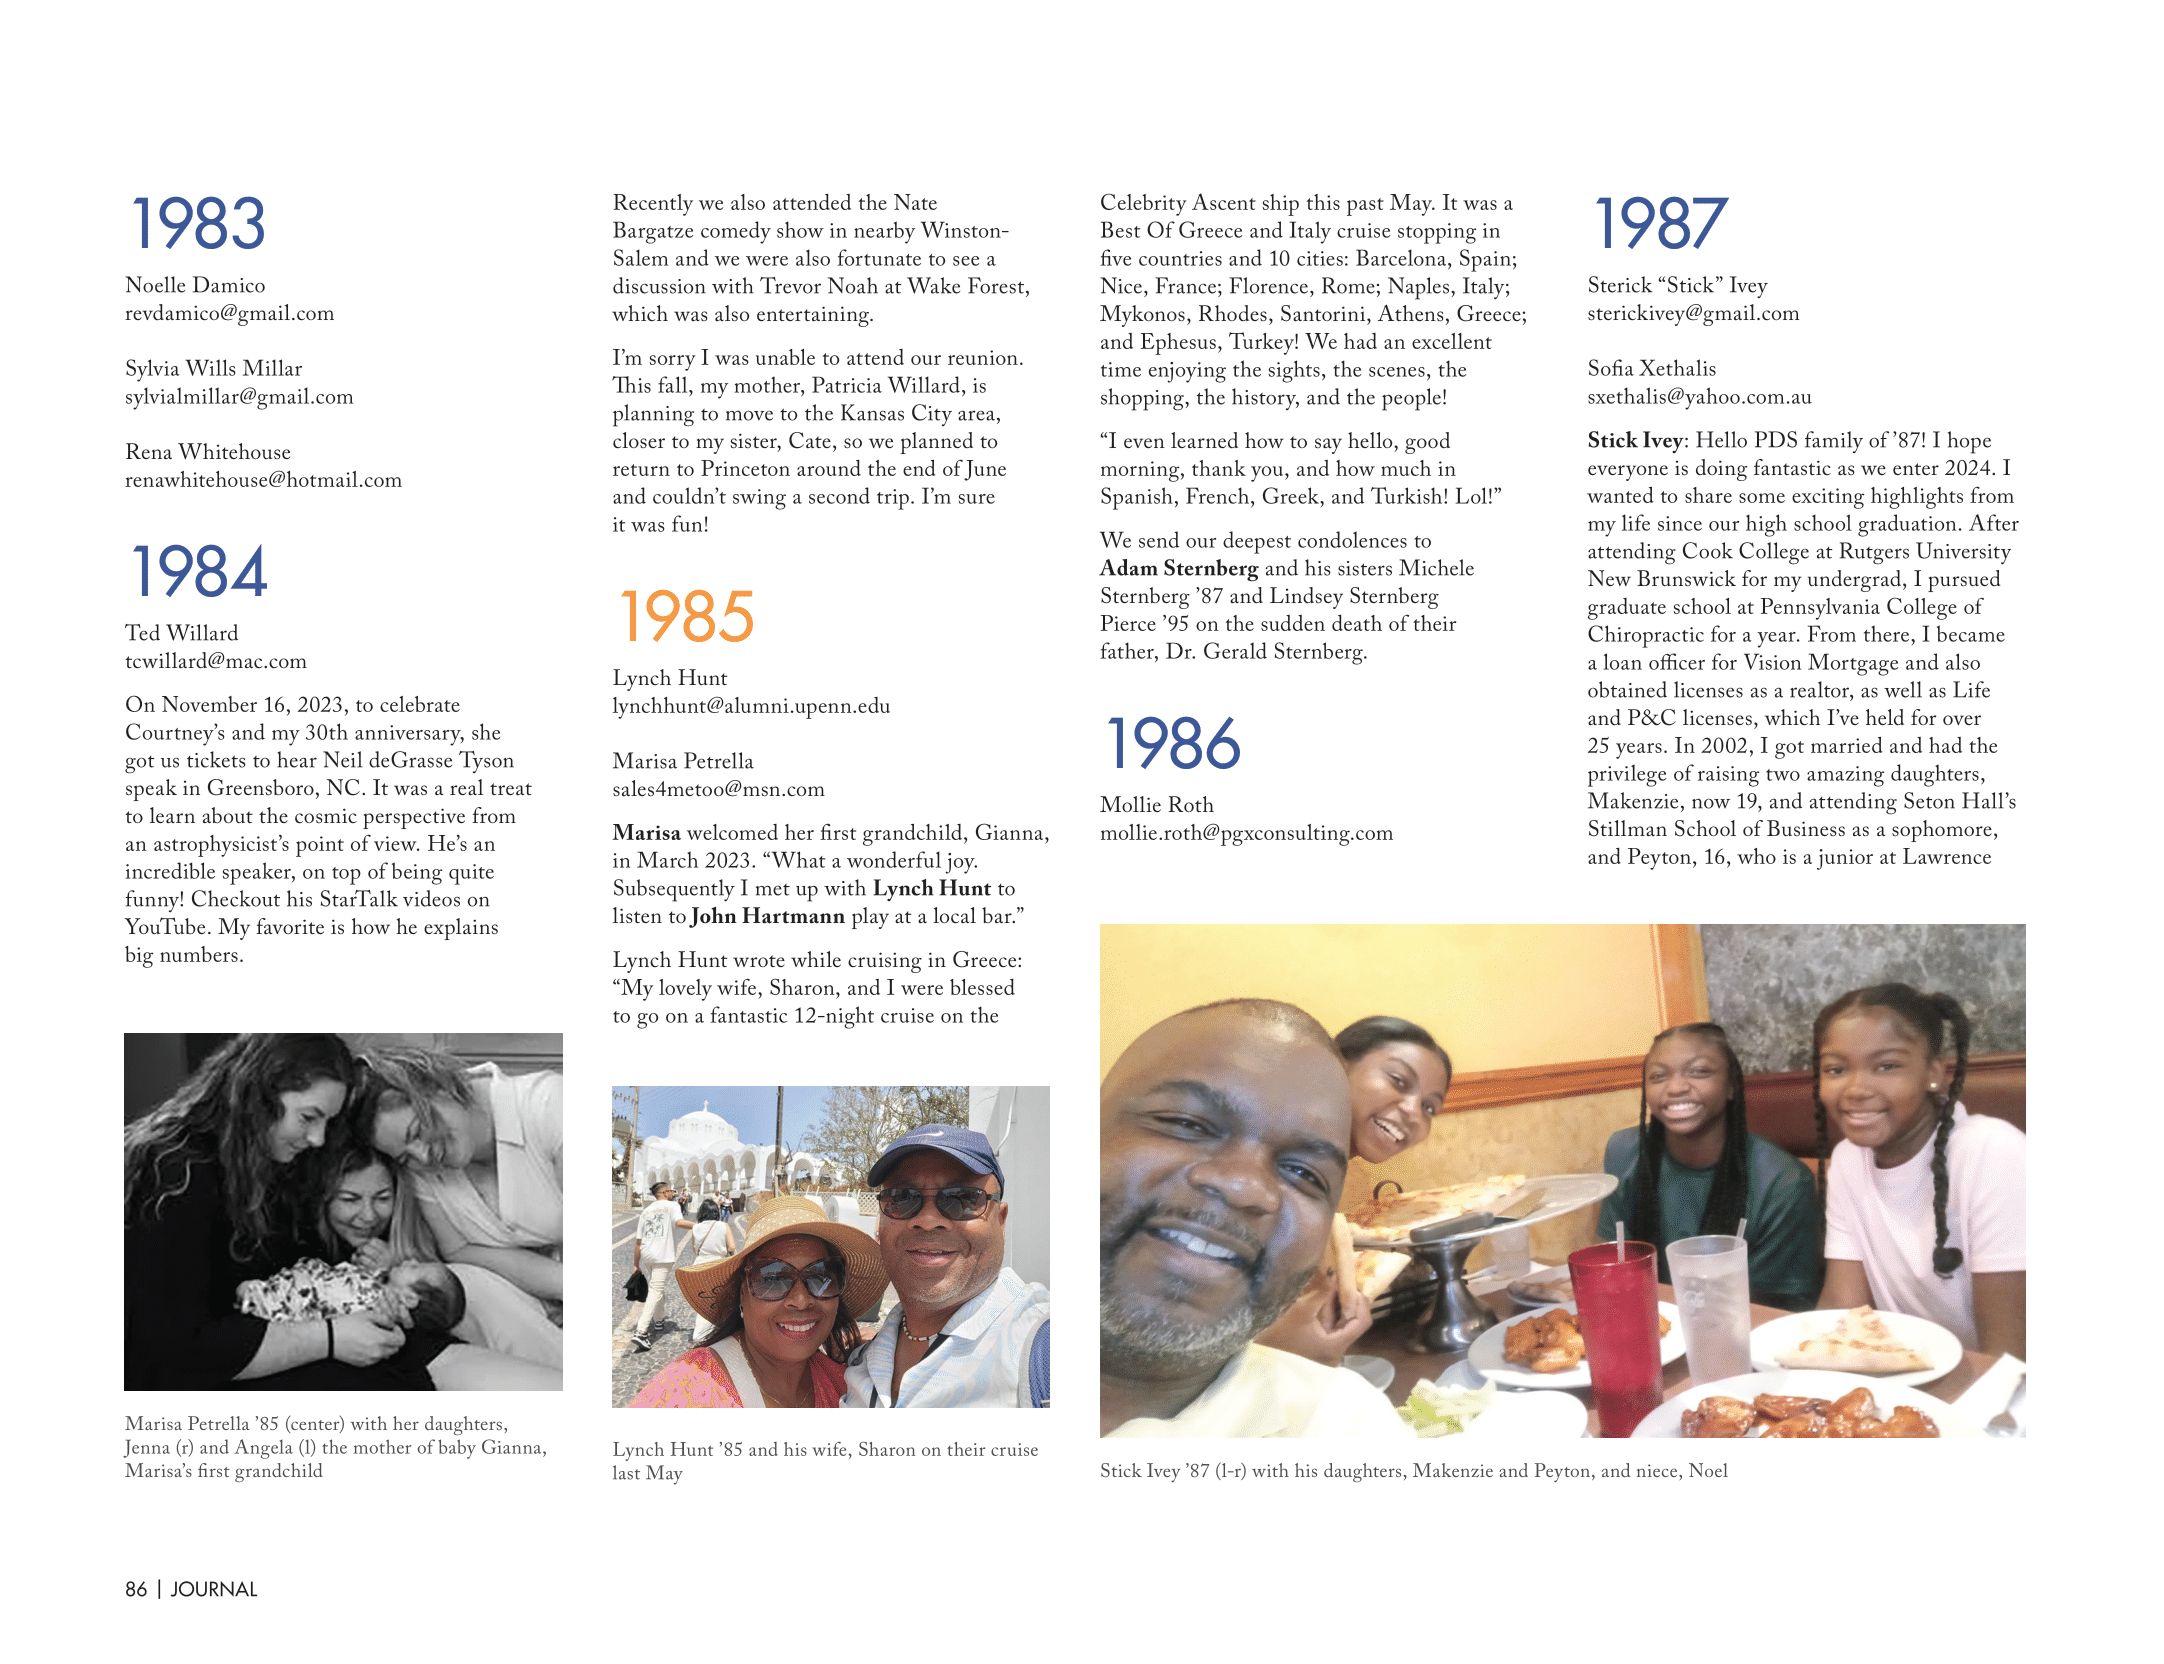 1983
Noelle Damico
revdamico@gmail.com
Sylvia Wills Millar
sylvialmillar@gmail.com
Rena Whitehouse
renawhitehouse@hotmail.com
1984
Ted Willard
tcwillard@mac.com
On November 16, 2023, to celebrate
Courtney’s and my 30th anniversary, she
got us tickets to hear Neil deGrasse Tyson
speak in Greensboro, NC. It was a real treat
to learn about the cosmic perspective from
an astrophysicist’s point of view. He’s an
incredible speaker, on top of being quite
funny! Checkout his StarTalk videos on
YouTube. My favorite is how he explains
big numbers.
Marisa Petrella ’85 (center) with her daughters,
Jenna (r) and Angela (l) the mother of baby Gianna,
Marisa’s first grandchild
Recently we also attended the Nate
Bargatze comedy show in nearby Winston-
Salem and we were also fortunate to see a
discussion with Trevor Noah at Wake Forest,
which was also entertaining.
I’m sorry I was unable to attend our reunion.
This fall, my mother, Patricia Willard, is
planning to move to the Kansas City area,
closer to my sister, Cate, so we planned to
return to Princeton around the end of June
and couldn’t swing a second trip. I’m sure
it was fun!
1985
Lynch Hunt
lynchhunt@alumni.upenn.edu
Marisa Petrella
sales4metoo@msn.com
Marisa welcomed her first grandchild, Gianna,
in March 2023. “What a wonderful joy.
Subsequently I met up with Lynch Hunt to
listen to John Hartmann play at a local bar.”
Lynch Hunt wrote while cruising in Greece:
“My lovely wife, Sharon, and I were blessed
to go on a fantastic 12-night cruise on the
Lynch Hunt ’85 and his wife, Sharon on their cruise
last May
Celebrity Ascent ship this past May. It was a
Best Of Greece and Italy cruise stopping in
five countries and 10 cities: Barcelona, Spain;
Nice, France; Florence, Rome; Naples, Italy;
Mykonos, Rhodes, Santorini, Athens, Greece;
and Ephesus, Turkey! We had an excellent
time enjoying the sights, the scenes, the
shopping, the history, and the people!
“I even learned how to say hello, good
morning, thank you, and how much in
Spanish, French, Greek, and Turkish! Lol!”
We send our deepest condolences to
Adam Sternberg and his sisters Michele
Sternberg ’87 and Lindsey Sternberg
Pierce ’95 on the sudden death of their
father, Dr. Gerald Sternberg.
1986
Mollie Roth
mollie.roth@pgxconsulting.com
1987
Sterick “Stick” Ivey
sterickivey@gmail.com
Sofia Xethalis
sxethalis@yahoo.com.au
Stick Ivey: Hello PDS family of ’87! I hope
everyone is doing fantastic as we enter 2024. I
wanted to share some exciting highlights from
my life since our high school graduation. After
attending Cook College at Rutgers University
New Brunswick for my undergrad, I pursued
graduate school at Pennsylvania College of
Chiropractic for a year. From there, I became
a loan officer for Vision Mortgage and also
obtained licenses as a realtor, as well as Life
and P&C licenses, which I’ve held for over
25 years. In 2002, I got married and had the
privilege of raising two amazing daughters,
Makenzie, now 19, and attending Seton Hall’s
Stillman School of Business as a sophomore,
and Peyton, 16, who is a junior at Lawrence
Stick Ivey ’87 (l-r) with his daughters, Makenzie and Peyton, and niece, Noel
86 | JOURNAL